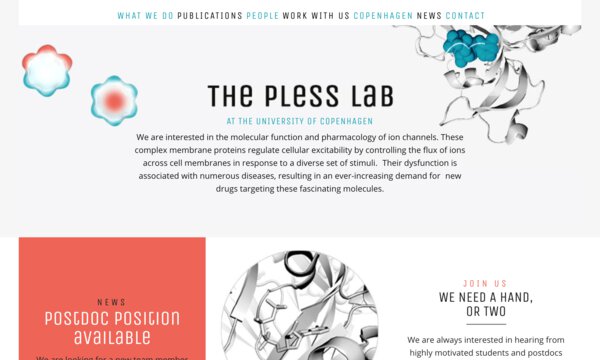 WHAT WE DO PUBLICATIONS PEOPLE WORK WITH US COPENHAGEN NEWS CONTACT
THE PLESS LAB
AT THE UNIVERSITY OF COPENHAGEN
We are interested in the molecular function and pharmacology of ion channels. These
complex membrane proteins regulate cellular excitability by controlling the flux of ions
across cell membranes in response to a diverse set of stimuli. Their dysfunction is
associated with numerous diseases, resulting in an ever-increasing demand for new
drugs targeting these fascinating molecules.
NEWS
POSTDOC POSITION
AVAILABLE
We are looking for a new team member
JOIN US
WE NEED A HAND,
OR TWO
We are always interested in hearing from
highly motivated students and postdocs